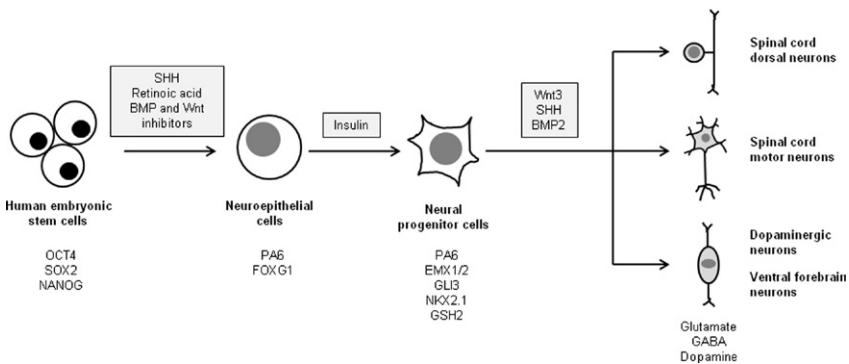 SHH
Retinoic acid
BMP and Wnt
inhibitors
Insulin
Wnt3
SHH
BMP2
Spinal cord
dorsal neurons
Spinal cord
motor neurons
Dopaminergic
neurons
Ventral forebrain
neurons
Human embryonic
stem cells
Neuroepithelial
cells
Neural
progenitor cells
OCT4
SOX2
NANOG
PA6
FOXG1
PA6
EMX1/2
GLI3
NKX2.1
GSH2
Glutamate
GABA
Dopamine